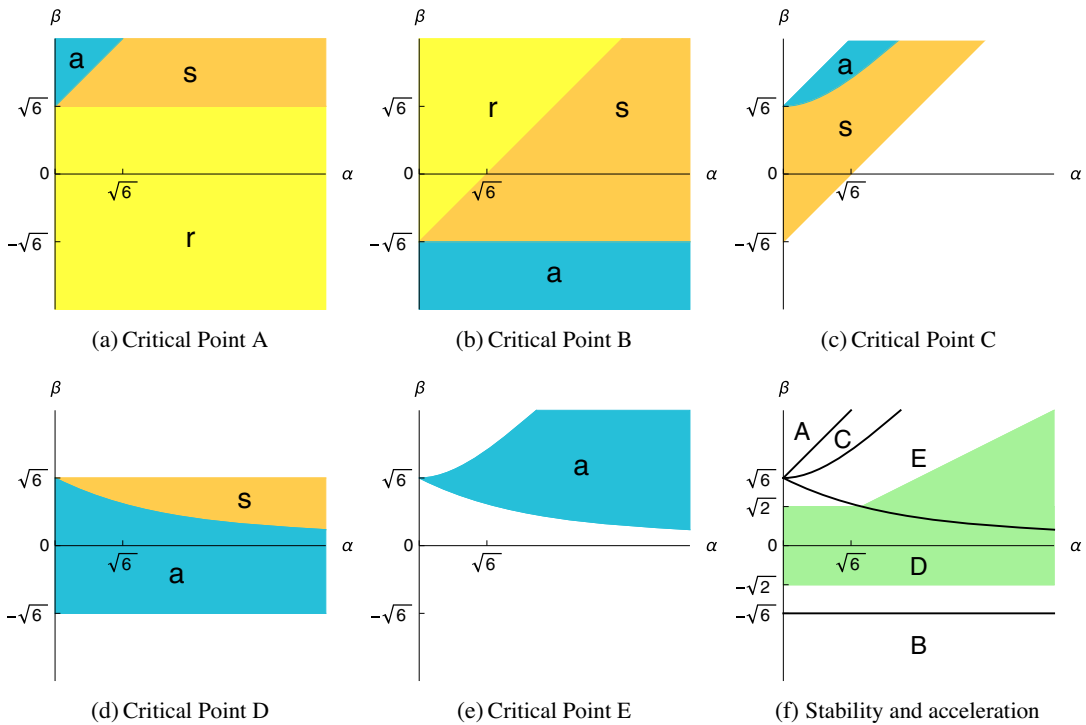 β
a
s
√6
0
√6
α
r
-√6
(a) Critical Point A
β
r
s
√6
0
√6
α
-√6
a
(b) Critical Point B
β
a
√6
s
0
√6
α
-√6
(c) Critical Point C
β
√6
s
0
√6
α
a
-√6
(d) Critical Point D
β
a
√6
0
√6
α
-√6
(e) Critical Point E
β
A
C
E
√6
√2
0
√6
α
D
-√2
-√6
B
(f) Stability and acceleration